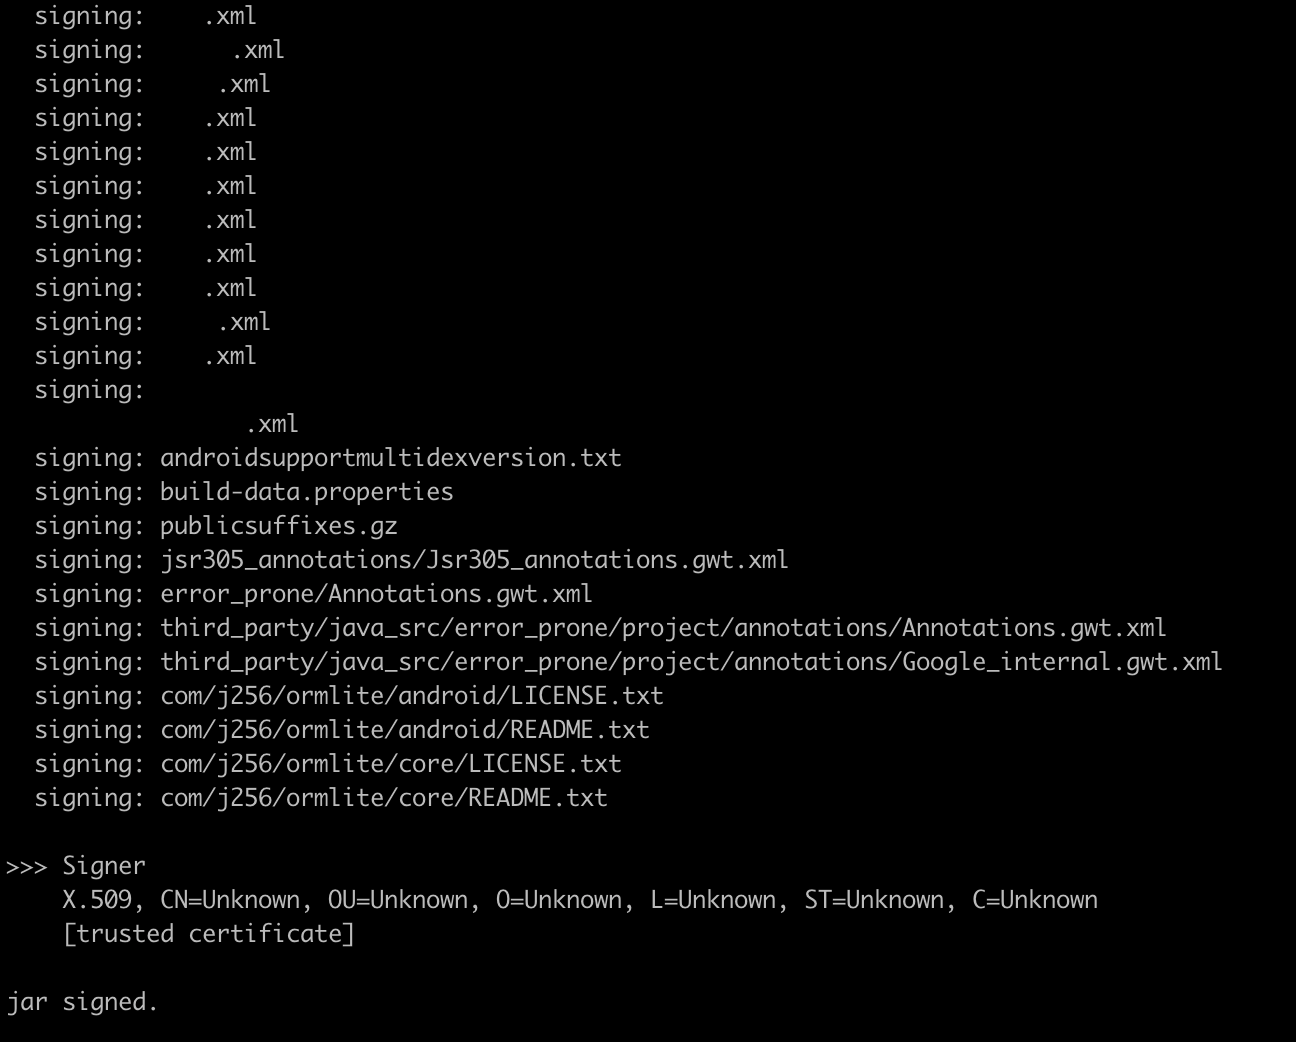 signing:    .xml
signing:      .xml
signing:     .xml
signing:    .xml
signing:    .xml
signing:    .xml
signing:    .xml
signing:    .xml
signing:    .xml
signing:     .xml
signing:    .xml
signing:
.xml
signing: androidsupportmultidexversion.txt
signing: build-data.properties
signing: publicsuffixes.gz
signing: jsr305_annotations/Jsr305_annotations.gwt.xml
signing: error_prone/Annotations.gwt.xml
signing: third_party/java_src/error_prone/project/annotations/Annotations.gwt.xml
signing: third_party/java_src/error_prone/project/annotations/Google_internal.gwt.xml
signing: com/j256/ormlite/android/LICENSE.txt
signing: com/j256/ormlite/android/README.txt
signing: com/j256/ormlite/core/LICENSE.txt
signing: com/j256/ormlite/core/README.txt
>>> Signer
X.509, CN=Unknown, OU=Unknown, O=Unknown, L=Unknown, ST=Unknown, C=Unknown
[trusted certificate]
jar signed.